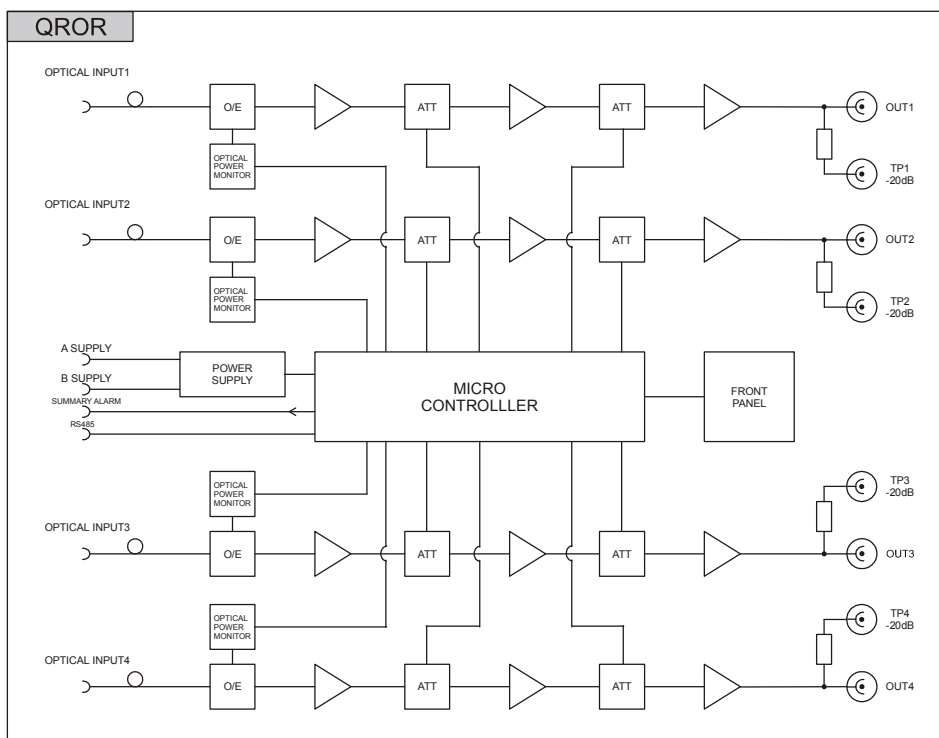 QROR
OPTICAL INPUT1
O/E
ATT
ATT
OUT1
OPTICAL
POWER
MONITOR
TP1
-20dB
OPTICAL INPUT2
O/E
ATT
ATT
OUT2
OPTICAL
POWER
MONITOR
TP2
-20dB
A SUPPLY
B SUPPLY
SUMMARY ALARM
RS485
POWER
SUPPLY
MICRO
CONTROLLLER
FRONT
PANEL
OPTICAL
POWER
MONITOR
TP3
-20dB
OPTICAL INPUT3
O/E
ATT
ATT
OUT3
OPTICAL
POWER
MONITOR
TP4
-20dB
OPTICAL INPUT4
O/E
ATT
ATT
OUT4